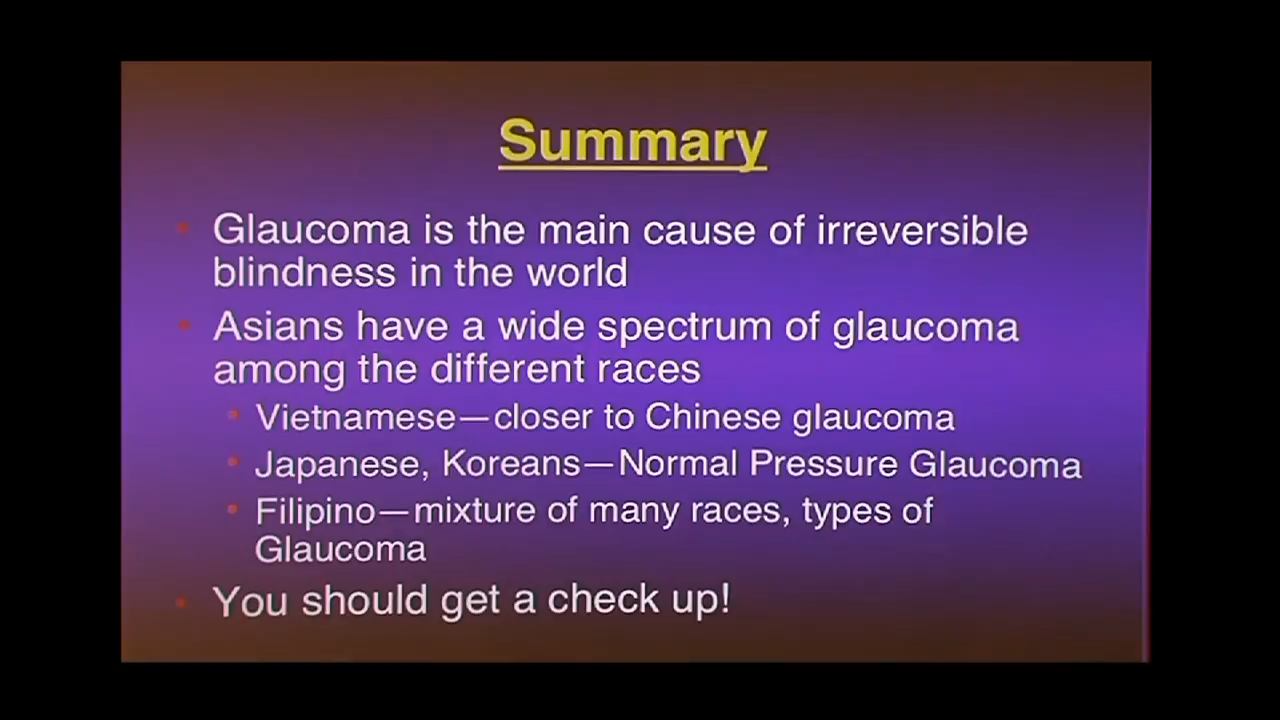 Summary
Glaucoma is the main cause of irreversible
blindness in the world
Asians have a wide spectrum of glaucoma
among the different races
Vietnamese—closer to Chinese glaucoma
Japanese, Koreans—Normal Pressure Glaucoma
Filipino—mixture of many races, types of
Glaucoma
You should get a check up!